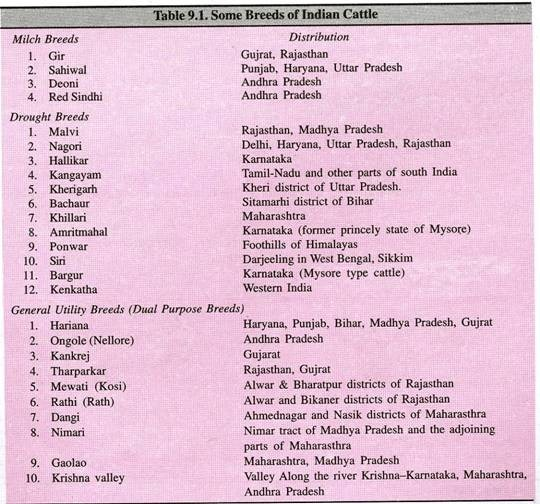 Table 9.1. Some Breeds of Indian Cattle
Milch Breeds Distribution
1. Gir Gujrat, Rajasthan
2. Sahiwal Punjab, Haryana, Uttar Pradesh
3. Deoni Andhra Pradesh
4. Red Sindhi Andhra Pradesh
Drought Breeds
1. Malvi Rajasthan, Madhya Pradesh
2. Nagori Delhi, Haryana, Uttar Pradesh, Rajasthan
3. Hallikar Karnataka
4. Kangayam Tamil-Nadu and other parts of south India
5. Kherigarh Kheri district of Uttar Pradesh.
6. Bachaur Sitamarhi district of Bihar
7. Khillari Maharashtra
8. Amritmahal Karnataka (former princely state of Mysore)
9. Ponwar Foothills of Himalayas
10. Siri Darjeeling in West Bengal, Sikkim
11. Bargur Karnataka (Mysore type cattle)
12. Kenkatha Western India
General Utility Breeds (Dual Purpose Breeds)
1. Hariana Haryana, Punjab, Bihar, Madhya Pradesh, Gujrat
2. Ongole (Nellore) Andhra Pradesh
3. Kankrej Gujarat
4. Tharparkar Rajasthan, Gujrat
5. Mewati (Kosi) Alwar & Bharatpur districts of Rajasthan
6. Rathi (Rath) Alwar and Bikaner districts of Rajasthan
7. Dangi Ahmednagar and Nasik districts of Maharasthra
8. Nimari Nimar tract of Madhya Pradesh and the adjoining
parts of Maharasthra
9. Gaolao Maharashtra, Madhya Pradesh
10. Krishna valley Valley Along the river Krishna–Karnataka, Maharashtra,
Andhra Pradesh